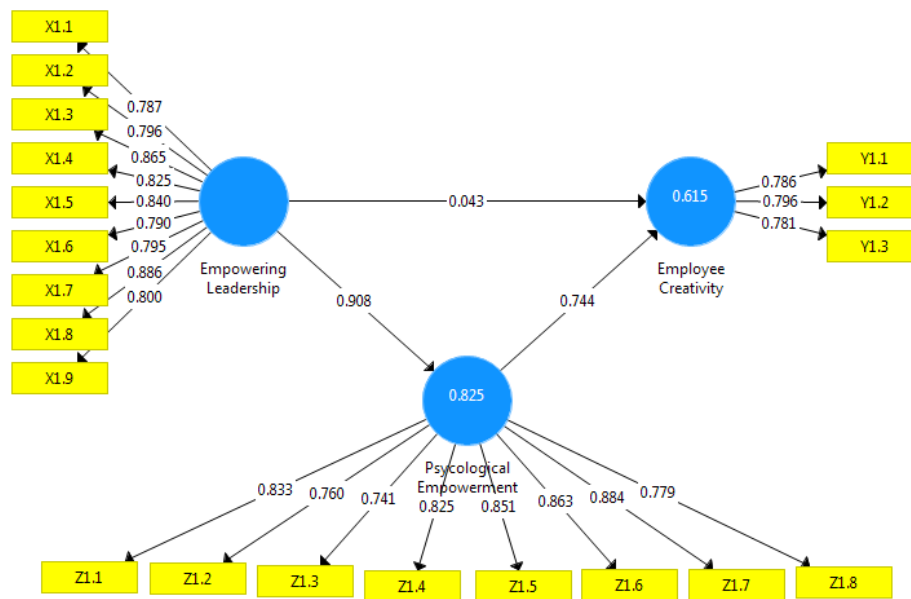 X1.1
X1.2
X1.3
X1.4
X1.5
X1.6
X1.7
X1.8
X1.9
0.787
0.796
0.865
0.825
0.840
0.790
0.795
0.886
0.800
Empowering
Leadership
0.043
0.908
0.615
Employee
Creativity
0.786
0.796
0.781
Y1.1
Y1.2
Y1.3
0.744
0.825
Psycological
Empowerment
0.833
0.760
0.741
0.825
0.851
0.863
0.884
0.779
Z1.1
Z1.2
Z1.3
Z1.4
Z1.5
Z1.6
Z1.7
Z1.8